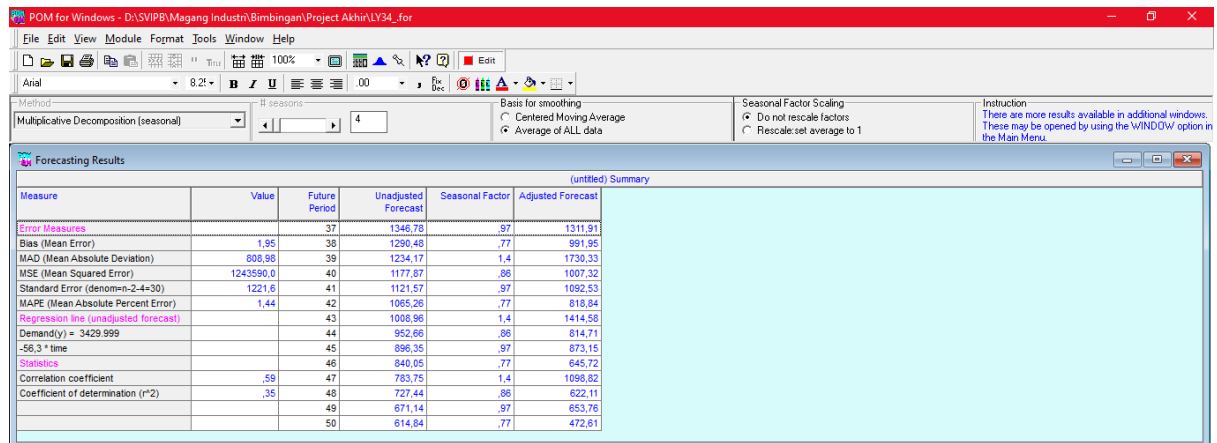 POM for Windows - D:\SVIPB\Magang Industri\Bimbingan\Project Akhir\LY34_.for
File Edit View Module Format Tools Window Help
100% Edit
Arial 8.2! B I U .00 Fix Dec A
Method
Multiplicative Decomposition (seasonal)
# seasons
4
Basis for smoothing
Centered Moving Average
Average of ALL data
Seasonal Factor Scaling
Do not rescale factors
Rescale:set average to 1
Instruction
There are more results available in additional windows.
These may be opened by using the WINDOW option in
the Main Menu.
Forecasting Results
(untitled) Summary
Measure Value Future Period Unadjusted Forecast Seasonal Factor Adjusted Forecast
Error Measures 37 1346,78 ,97 1311,91
Bias (Mean Error) 1,95 38 1290,48 ,77 991,95
MAD (Mean Absolute Deviation) 808,98 39 1234,17 1,4 1730,33
MSE (Mean Squared Error) 1243590,0 40 1177,87 ,86 1007,32
Standard Error (denom=n-2-4=30) 1221,6 41 1121,57 ,97 1092,53
MAPE (Mean Absolute Percent Error) 1,44 42 1065,26 ,77 818,84
Regression line (unadjusted forecast) 43 1008,96 1,4 1414,58
Demand(y) = 3429.999 44 952,66 ,86 814,71
-56,3 * time 45 896,35 ,97 873,15
Statistics 46 840,05 ,77 645,72
Correlation coefficient ,59 47 783,75 1,4 1098,82
Coefficient of determination (r^2) ,35 48 727,44 ,86 622,11
49 671,14 ,97 653,76
50 614,84 ,77 472,61